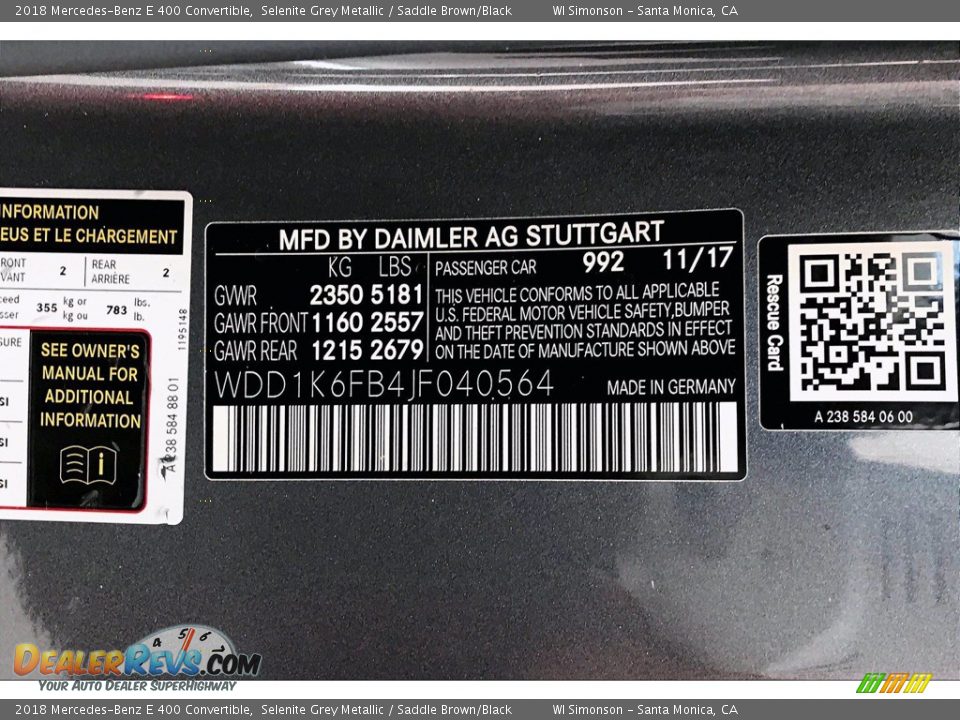 2018 Mercedes-Benz E 400 Convertible, Selenite Grey Metallic / Saddle Brown/Black WI Simonson - Santa Monica, CA
INFORMATION
EUS ET LE CHARGEMENT
RONT
VANT 2 REAR
ARRIÈRE 2
355 kg or
kg ou 783 lbs.
lb.
SURE
SEE OWNER'S
MANUAL FOR
ADDITIONAL
INFORMATION
1195148
A 238 584 88 01
MFD BY DAIMLER AG STUTTGART
KG LBS
GVWR 2350 5181
GAWR FRONT 1160 2557
GAWR REAR 1215 2679
PASSENGER CAR 992 11/17
THIS VEHICLE CONFORMS TO ALL APPLICABLE
U.S. FEDERAL MOTOR VEHICLE SAFETY,BUMPER
AND THEFT PREVENTION STANDARDS IN EFFECT
ON THE DATE OF MANUFACTURE SHOWN ABOVE
WDD1K6FB4JF040564 MADE IN GERMANY
Rescue Card
A 238 584 06 00
4 5 6
DEALERREVS.COM
YOUR AUTO DEALER SUPERHIGHWAY
2018 Mercedes-Benz E 400 Convertible, Selenite Grey Metallic / Saddle Brown/Black WI Simonson - Santa Monica, CA